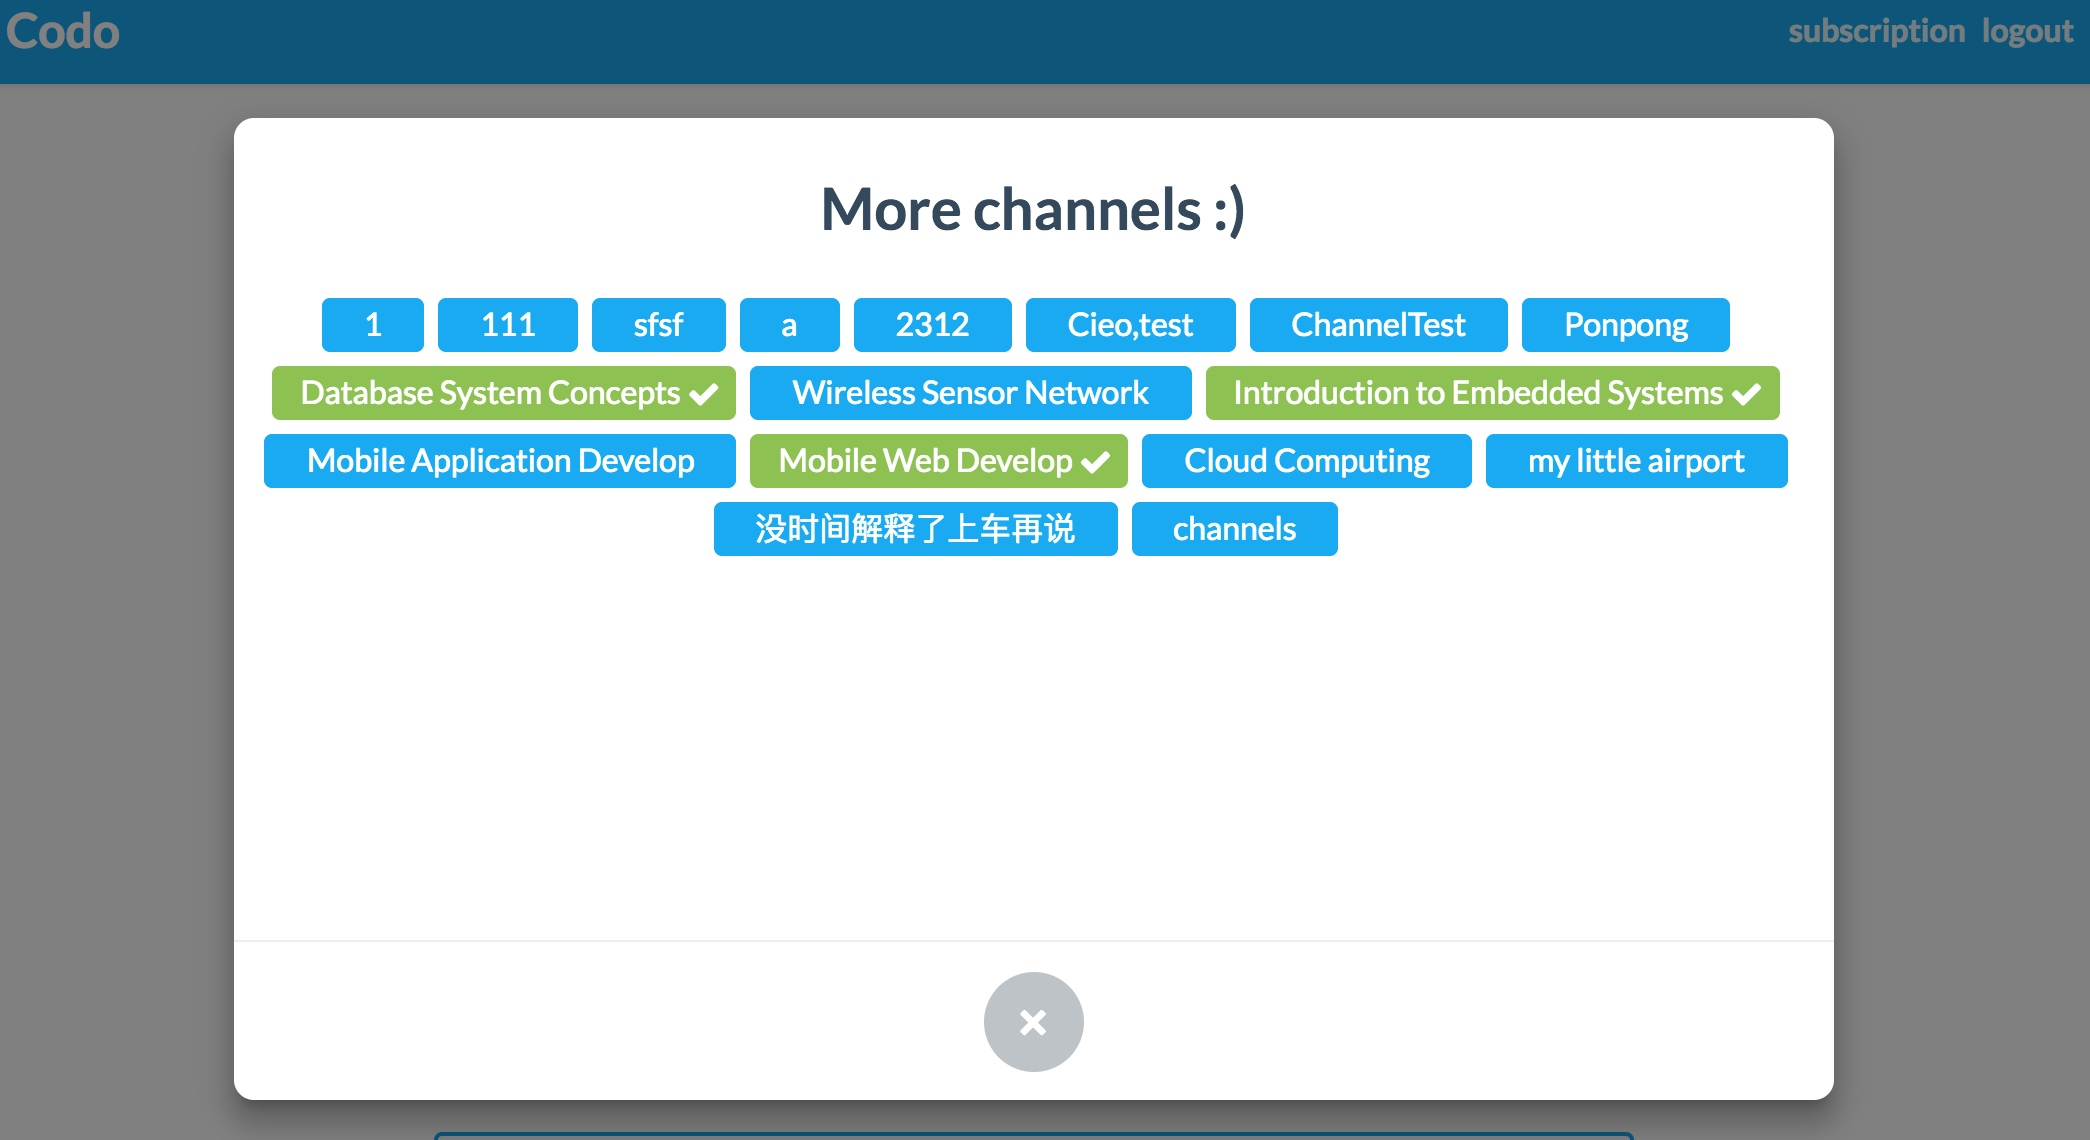 Codo subscription logout
More channels :)
1 111 sfsf a 2312 Cieo,test ChannelTest Ponpong
Database System Concepts Wireless Sensor Network Introduction to Embedded Systems
Mobile Application Develop Mobile Web Develop Cloud Computing my little airport
没时间解释了上车再说 channels